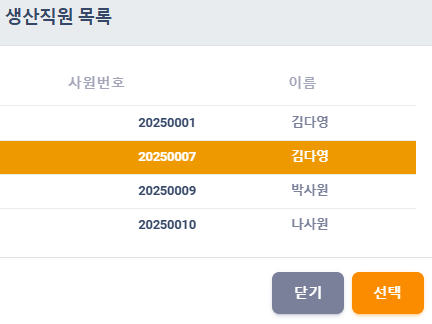 생산직원 목록
사원번호 이름
20250001 김다영
20250007 김다영
20250009 박사원
20250010 나사원
닫기 선택